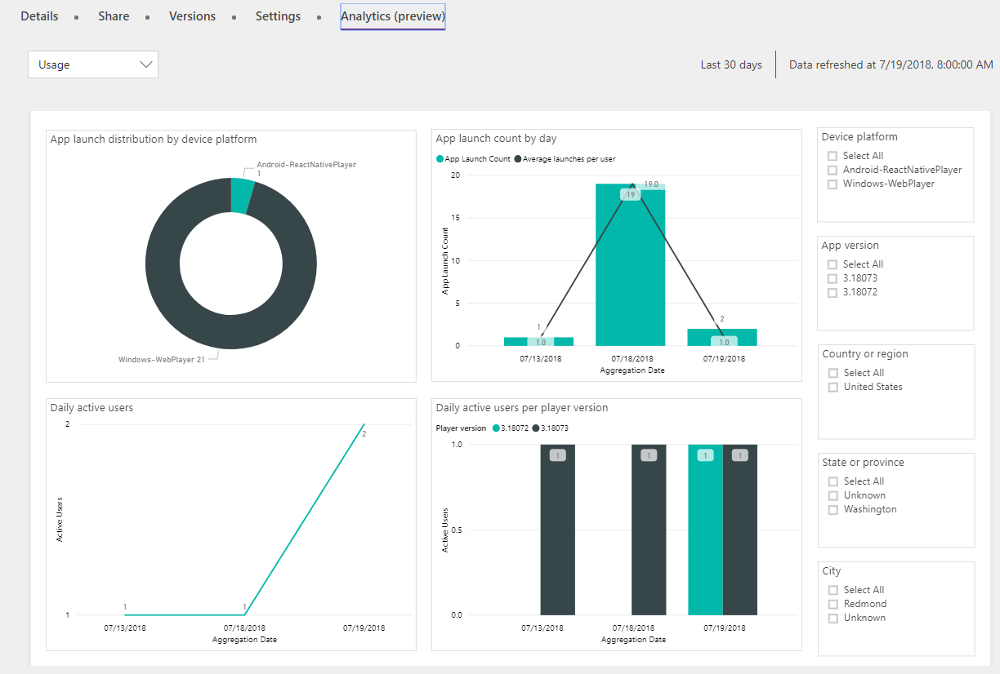 Details • Share • Versions • Settings • Analytics (preview)
Usage
Last 30 days
Data refreshed at 7/19/2018, 8:00:00 AM
App launch distribution by device platform
Android-ReactNativePlayer
1
Windows-WebPlayer 21
App launch count by day
App Launch Count Average launches per user
App Launch Count
20
15
10
5
0
1
1.0
19.0
19
2
1.0
07/13/2018 07/18/2018 07/19/2018
Aggregation Date
Device platform
Select All
Android-ReactNativePlayer
Windows-WebPlayer
App version
Select All
3.18073
3.18072
Country or region
Select All
United States
State or province
Select All
Unknown
Washington
City
Select All
Redmond
Unknown
Daily active users
Active Users
2
1
1
1
2
07/13/2018 07/18/2018 07/19/2018
Aggregation Date
Daily active users per player version
Player version 3.18072 3.18073
Active Users
1.0
0.5
0.0
1 1 1 1
07/13/2018 07/18/2018 07/19/2018
Aggregation Date